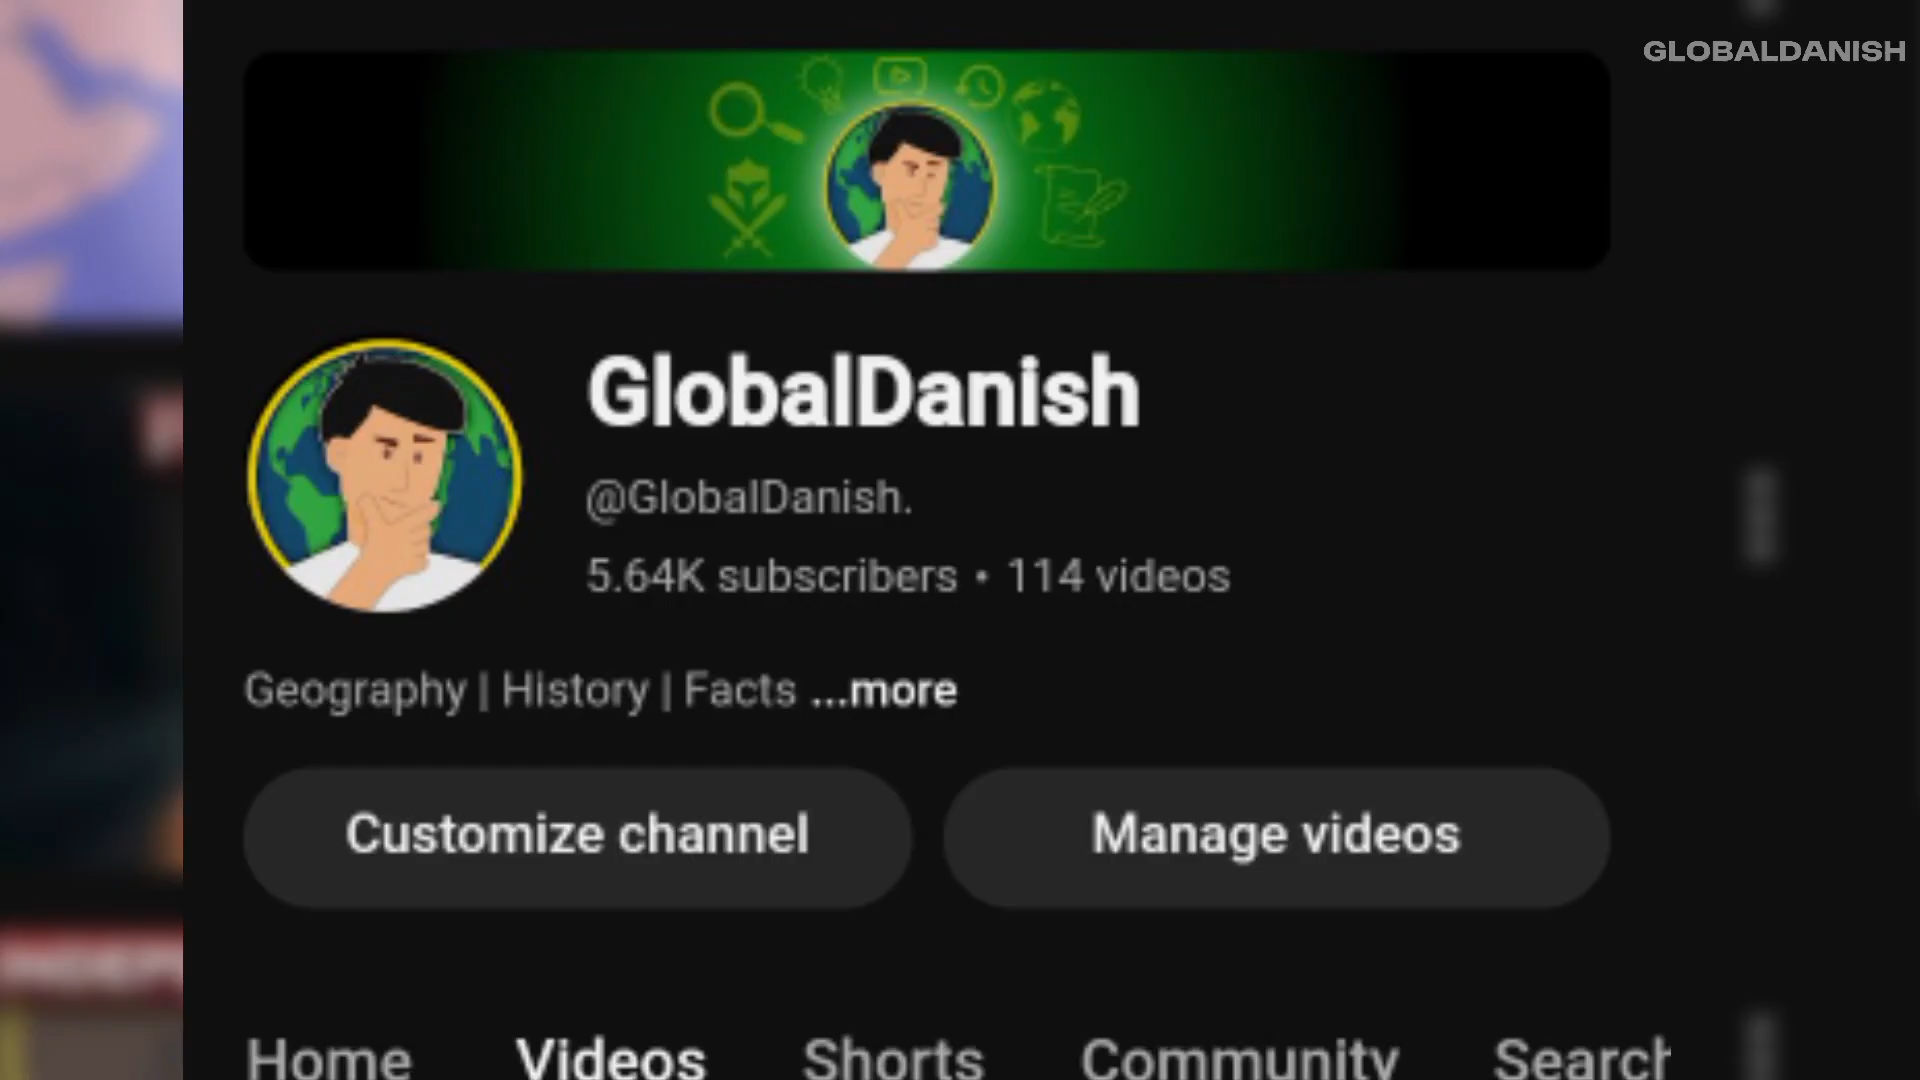 GLOBALDANISH
GlobalDanish
@GlobalDanish.
5.64K subscribers • 114 videos
Geography | History | Facts ...more
Customize channel
Manage videos
Home Videos Shorts Community Search